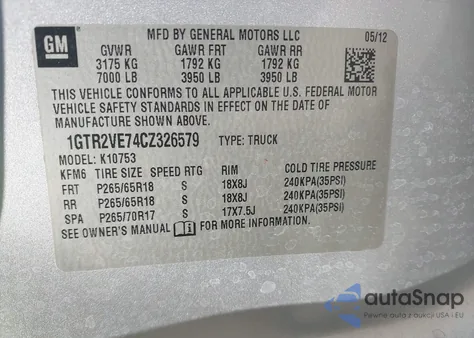 GM
MFD BY GENERAL MOTORS LLC 05/12
GVWR GAWR FRT GAWR RR
3175 KG 1792 KG 1792 KG
7000 LB 3950 LB 3950 LB
THIS VEHICLE CONFORMS TO ALL APPLICABLE U.S. FEDERAL MOTOR
VEHICLE SAFETY STANDARDS IN EFFECT ON THE DATE OF
MANUFACTURE SHOWN ABOVE.
1GTR2VE74CZ326579 TYPE: TRUCK
MODEL: K10753
KFM6 TIRE SIZE SPEED RTG RIM COLD TIRE PRESSURE
FRT P265/65R18 S 18X8J 240KPA(35PSI)
RR P265/65R18 S 18X8J 240KPA(35PSI)
SPA P265/70R17 S 17X7.5J 240KPA(35PSI)
SEE OWNER'S MANUAL FOR MORE INFORMATION.
autoSnap
Pewne auta z USA i EU